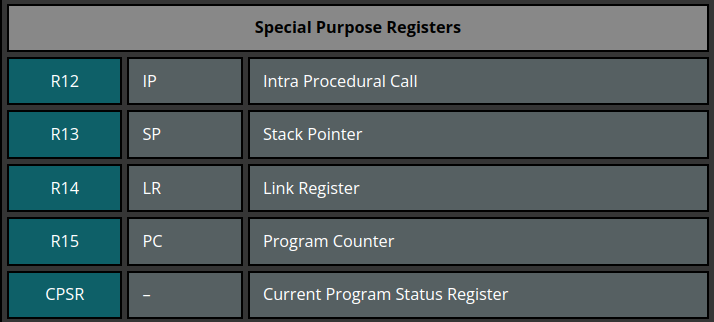 Special Purpose Registers
R12 IP Intra Procedural Call
R13 SP Stack Pointer
R14 LR Link Register
R15 PC Program Counter
CPSR – Current Program Status Register